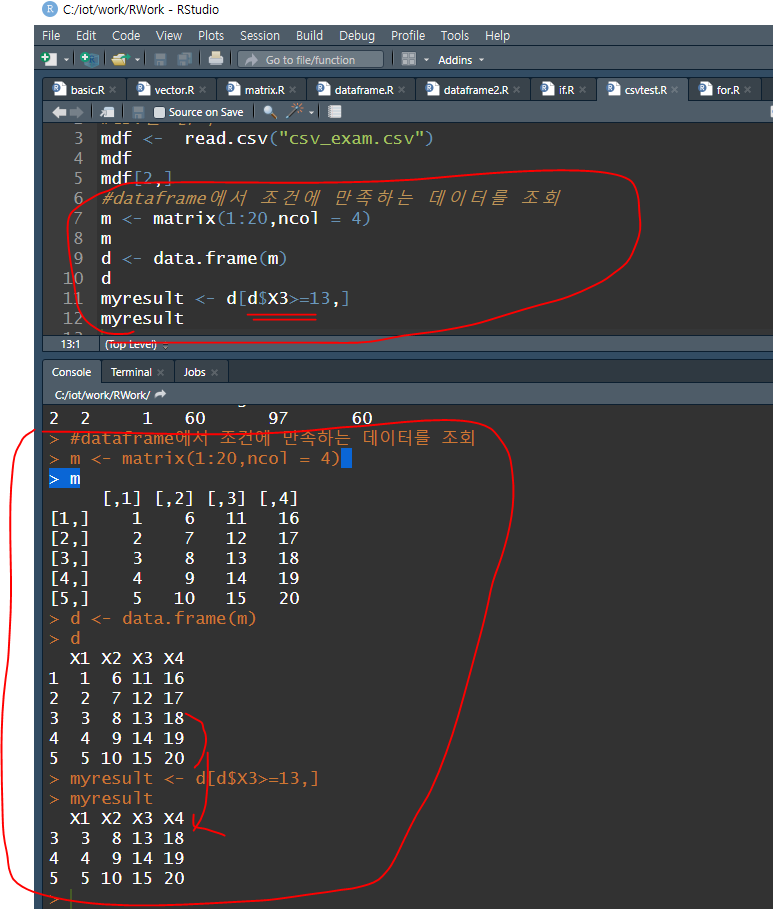 C:/iot/work/RWork - RStudio
File Edit Code View Plots Session Build Debug Profile Tools Help
Go to file/function Addins
basic.R vector.R matrix.R dataframe.R dataframe2.R if.R csvtest.R for.R
Source on Save
3 mdf <- read.csv("csv_exam.csv")
4 mdf
5 mdf[2,]
6 #dataframe에서 조건에 만족하는 데이터를 조회
7 m <- matrix(1:20,ncol = 4)
8 m
9 d <- data.frame(m)
10 d
11 myresult <- d[d$X3>=13,]
12 myresult
13:1 (Top Level)
Console Terminal Jobs
C:/iot/work/RWork/
2 2 1 60 97 60
> #dataframe에서 조건에 만족하는 데이터를 조회
> m <- matrix(1:20,ncol = 4)
> m
[,1] [,2] [,3] [,4]
[1,] 1 6 11 16
[2,] 2 7 12 17
[3,] 3 8 13 18
[4,] 4 9 14 19
[5,] 5 10 15 20
> d <- data.frame(m)
> d
X1 X2 X3 X4
1 1 6 11 16
2 2 7 12 17
3 3 8 13 18
4 4 9 14 19
5 5 10 15 20
> myresult <- d[d$X3>=13,]
> myresult
X1 X2 X3 X4
3 3 8 13 18
4 4 9 14 19
5 5 10 15 20
>